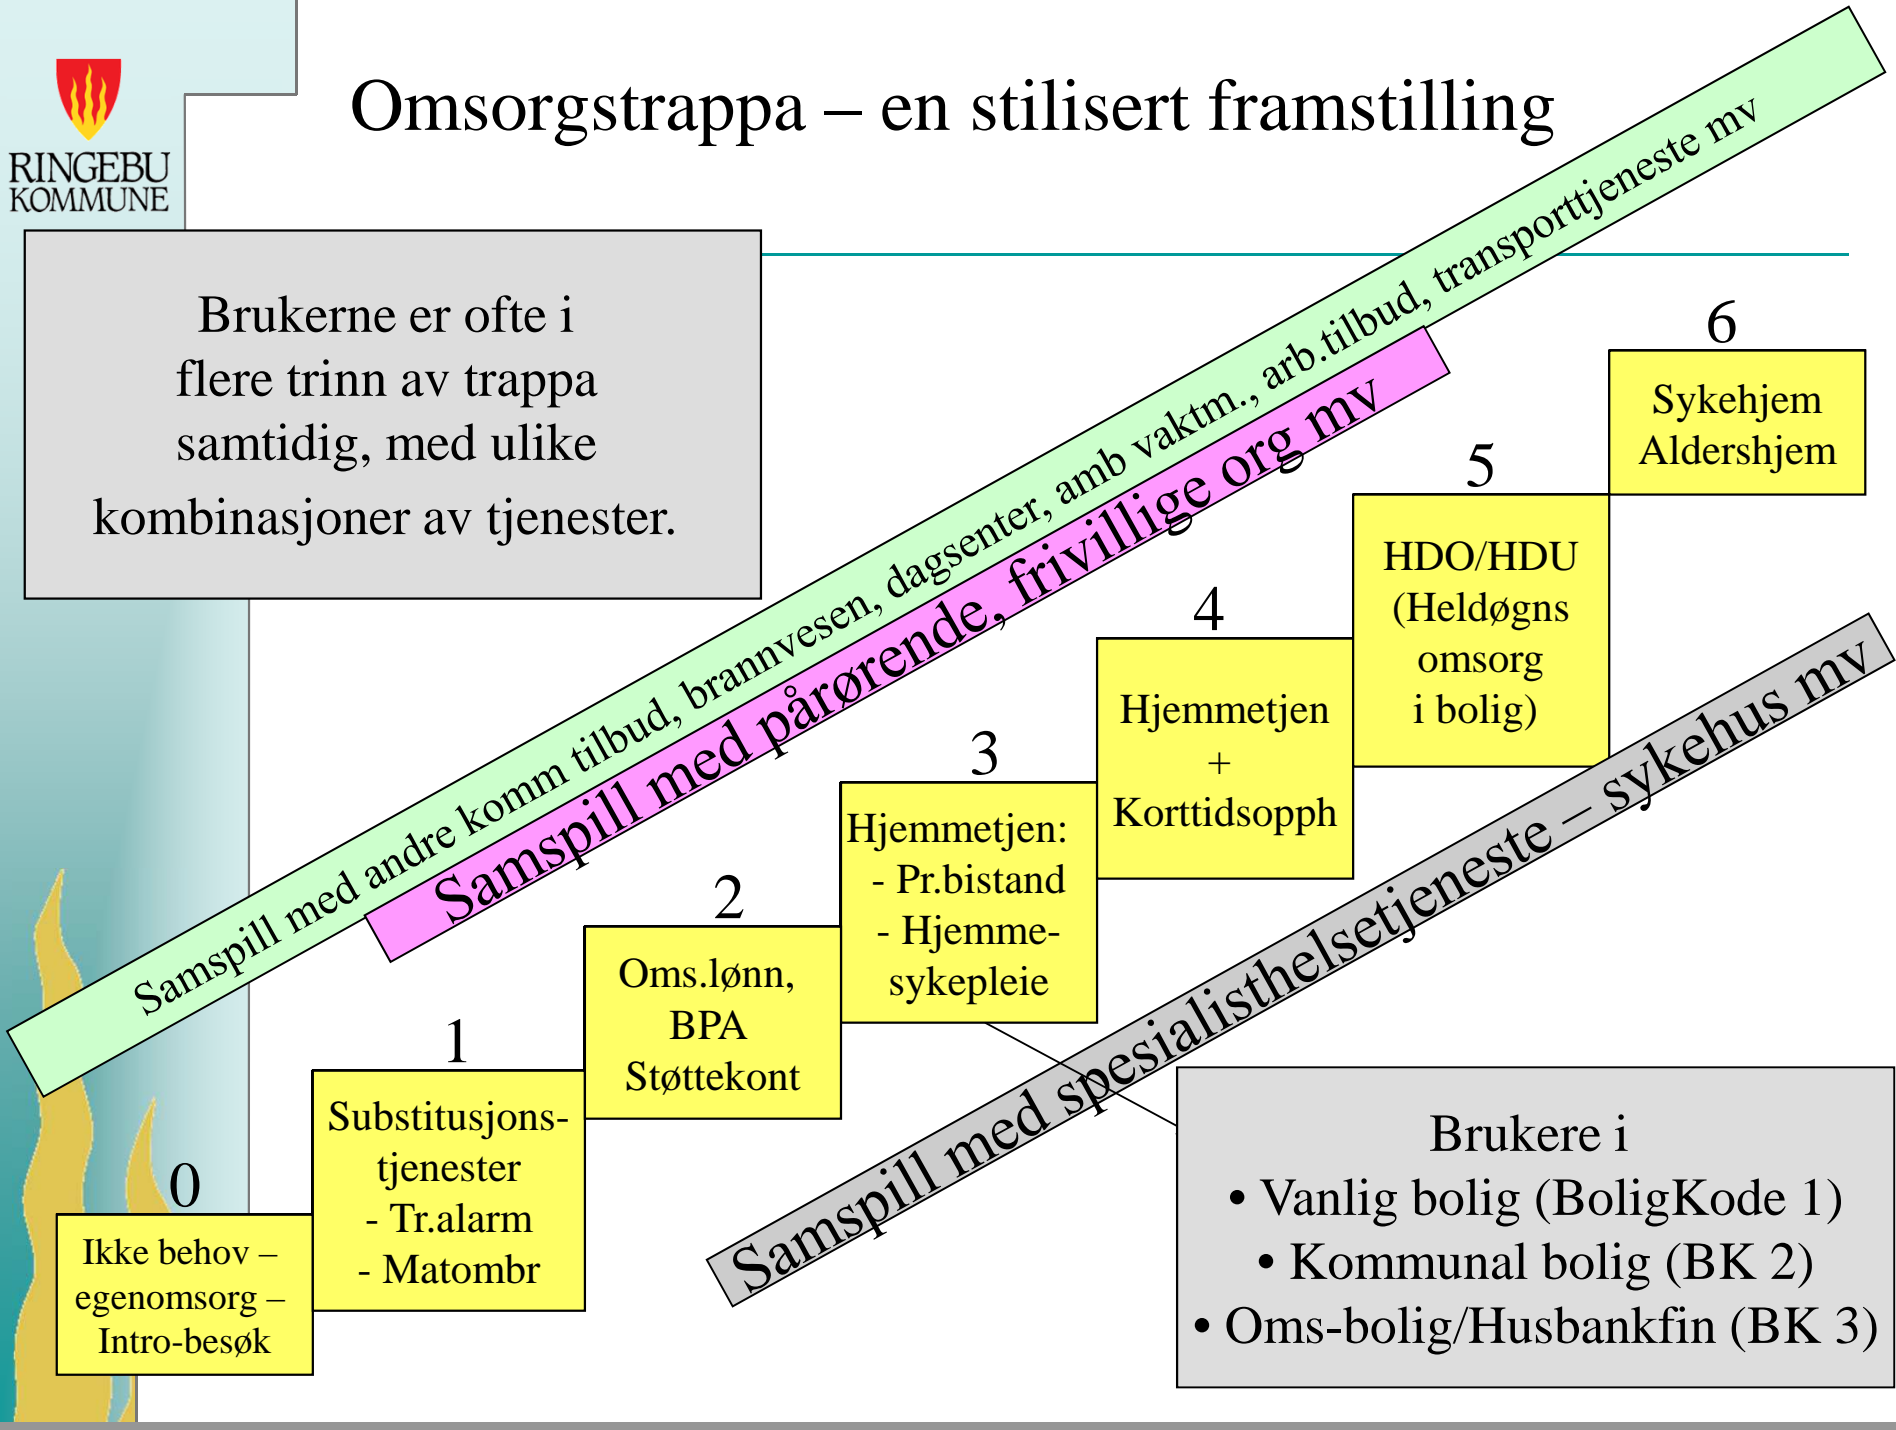 RINGEBU
KOMMUNE
Omsorgstrappa – en stilisert framstilling
Brukerne er ofte i
flere trinn av trappa
samtidig, med ulike
kombinasjoner av tjenester.
Samspill med andre komm tilbud, brannvesen, dagsenter, amb vaktm., arb.tilbud, transporttjeneste mv
Samspill med pårørende, frivillige org mv
0
Ikke behov –
egenomsorg –
Intro-besøk
1
Substitusjons-
tjenester
- Tr.alarm
- Matombr
2
Oms.lønn,
BPA
Støttekont
3
Hjemmetjen:
- Pr.bistand
- Hjemme-
sykepleie
4
Hjemmetjen
+
Korttidsopph
5
HDO/HDU
(Heldøgns
omsorg
i bolig)
6
Sykehjem
Aldershjem
Samspill med spesialisthelsetjeneste – sykehus mv
Brukere i
• Vanlig bolig (BoligKode 1)
• Kommunal bolig (BK 2)
• Oms-bolig/Husbankfin (BK 3)